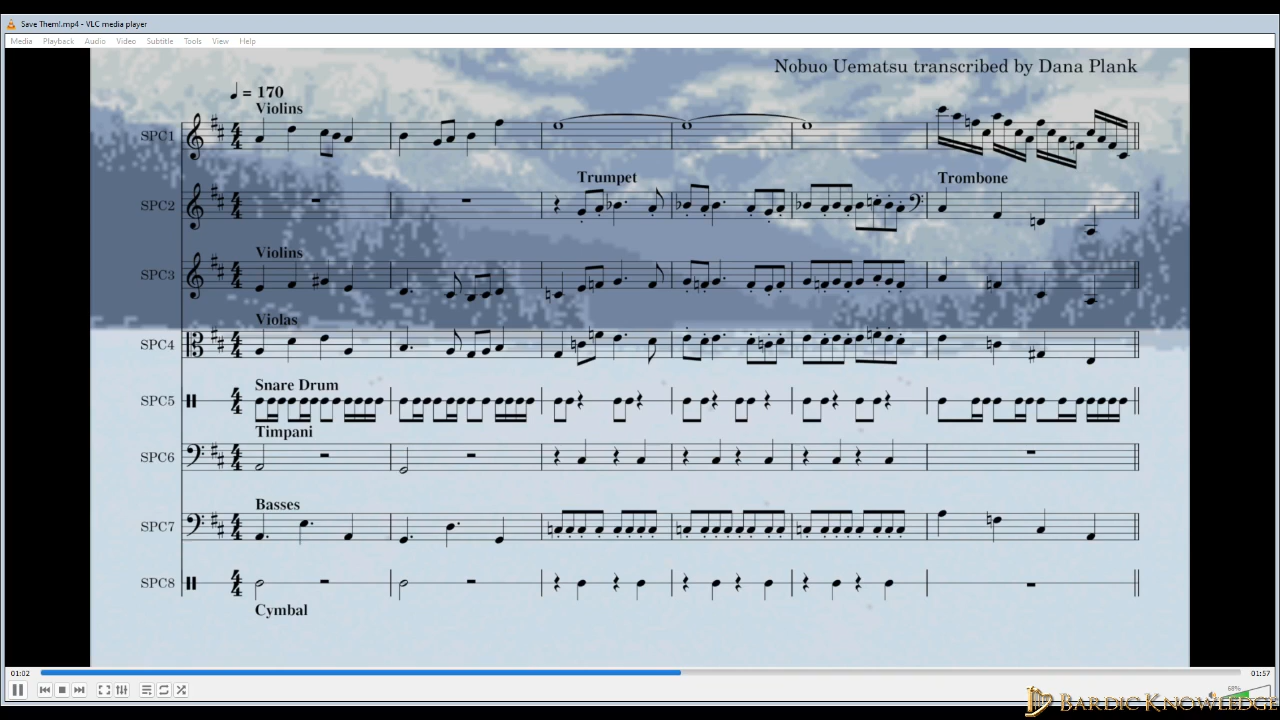 Save Them!.mp4 - VLC media player
Media Playback Audio Video Subtitle Tools View Help
Nobuo Uematsu transcribed by Dana Plank
= 170
Violins
SPC1
Trumpet
Trombone
SPC2
Violins
SPC3
Violas
SPC4
Snare Drum
SPC5
Timpani
SPC6
Basses
SPC7
SPC8
Cymbal
01:02
01:57
68%
Bardic Knowledge